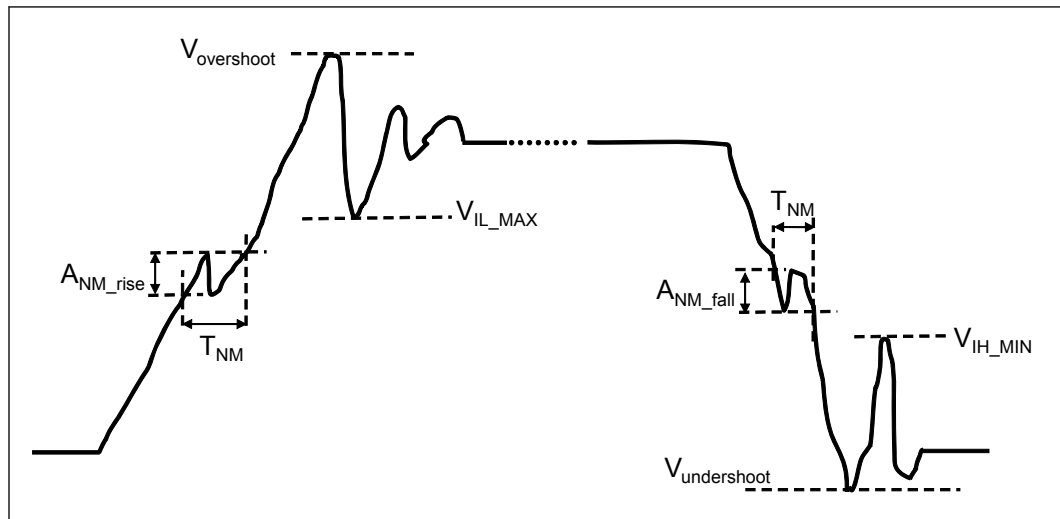 V_overshoot
V_IL_MAX
T_NM
A_NM_rise
A_NM_fall
T_NM
V_IH_MIN
V_undershoot